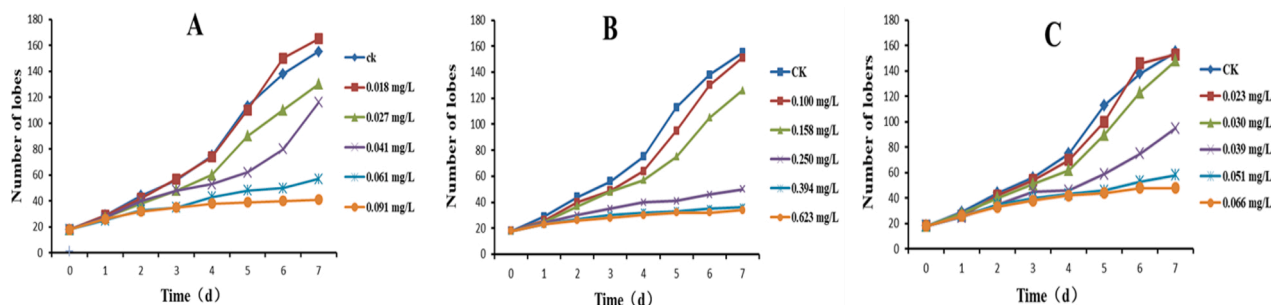 A
Number of lobes
180
160
140
120
100
80
60
40
20
0
0 1 2 3 4 5 6 7
Time (d)
ck
0.018 mg/L
0.027 mg/L
0.041 mg/L
0.061 mg/L
0.091 mg/L
B
Number of lobes
180
160
140
120
100
80
60
40
20
0
0 1 2 3 4 5 6 7
Time (d)
CK
0.100 mg/L
0.158 mg/L
0.250 mg/L
0.394 mg/L
0.623 mg/L
C
Number of lobers
180
160
140
120
100
80
60
40
20
0
0 1 2 3 4 5 6 7
Time (d)
CK
0.023 mg/L
0.030 mg/L
0.039 mg/L
0.051 mg/L
0.066 mg/L